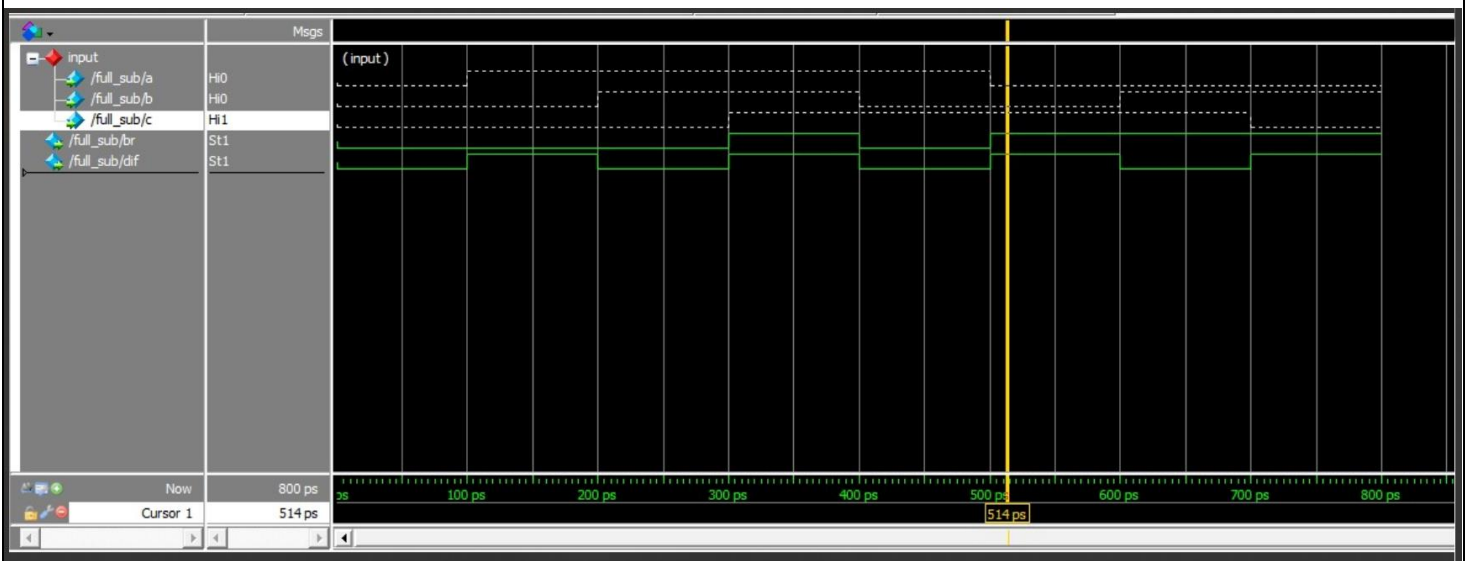 Msgs
input
(input)
/full_sub/a Hi0
/full_sub/b Hi0
/full_sub/c Hi1
/full_sub/br St1
/full_sub/dif St1
Now 800 ps
ps 100 ps 200 ps 300 ps 400 ps 500 ps 600 ps 700 ps 800 ps
Cursor 1 514 ps
514 ps